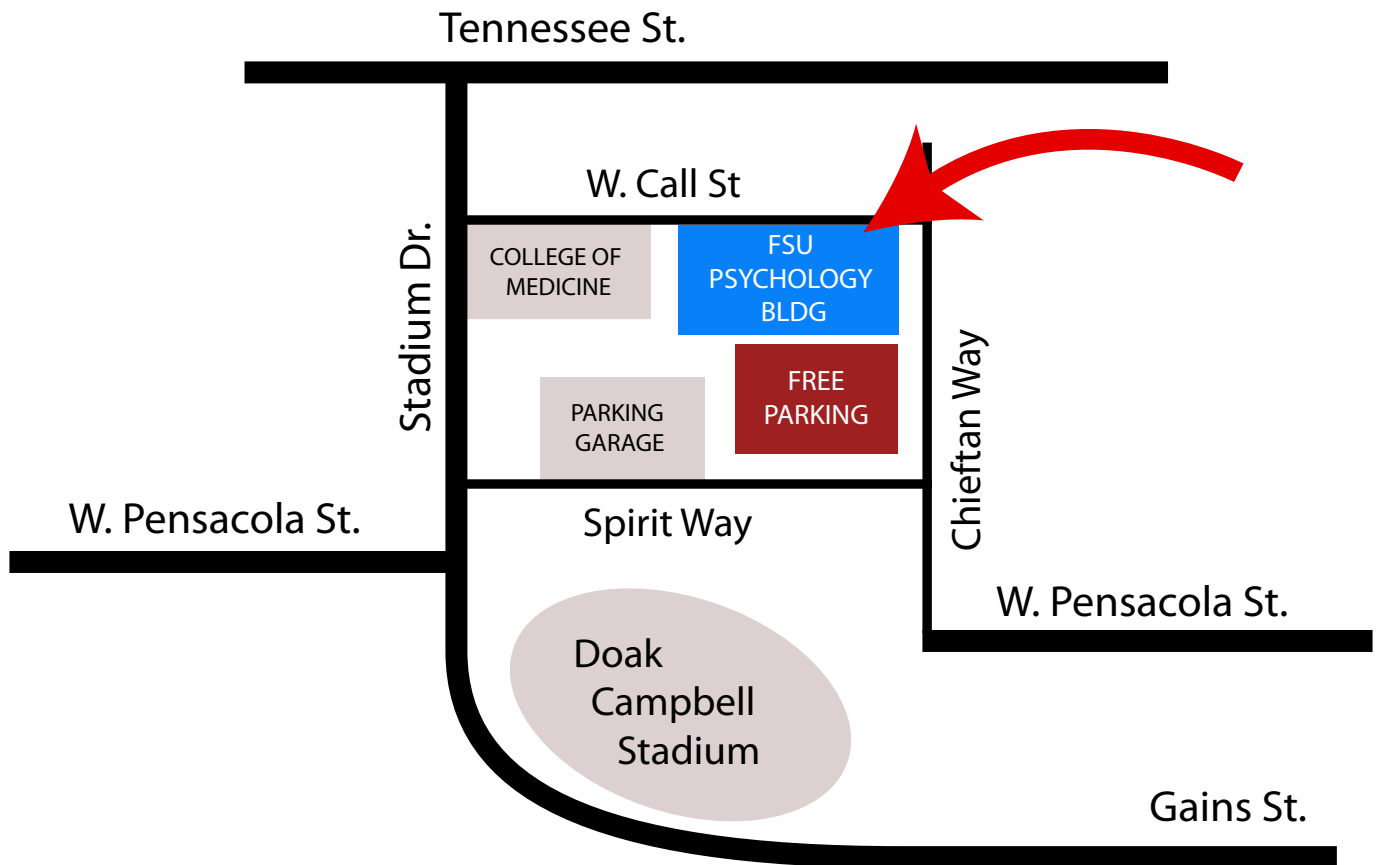 Tennessee St.
W. Call St
Stadium Dr.
COLLEGE OF
MEDICINE
FSU
PSYCHOLOGY
BLDG
FREE
PARKING
PARKING
GARAGE
Chieftan Way
W. Pensacola St.
Spirit Way
W. Pensacola St.
Doak
Campbell
Stadium
Gains St.